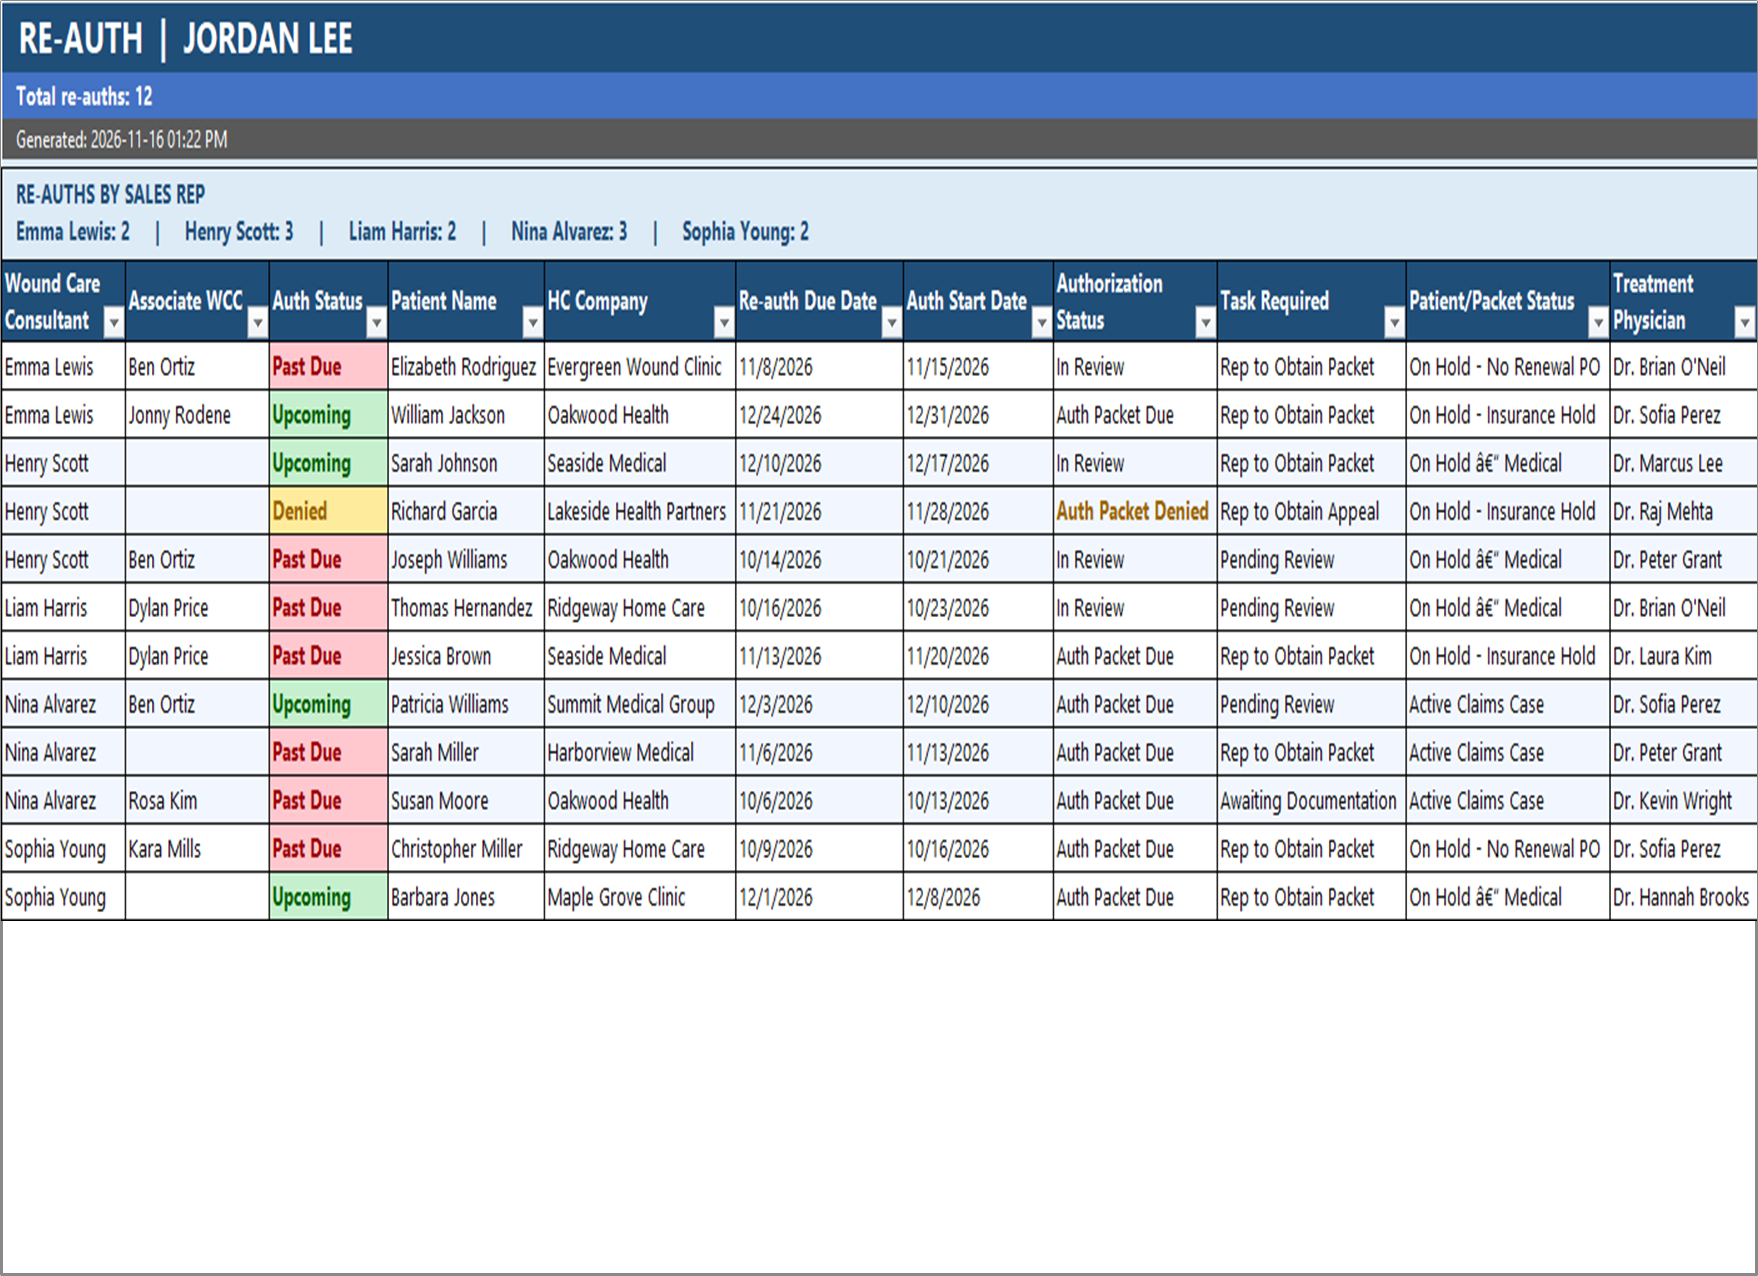 RE-AUTH | JORDAN LEE
Total re-auths: 12
Generated: 2026-11-16 01:22 PM
RE-AUTHS BY SALES REP
Emma Lewis: 2 | Henry Scott: 3 | Liam Harris: 2 | Nina Alvarez: 3 | Sophia Young: 2
Wound Care Consultant Associate WCC Auth Status Patient Name HC Company Re-auth Due Date Auth Start Date Authorization Status Task Required Patient/Packet Status Treatment Physician
Emma Lewis Ben Ortiz Past Due Elizabeth Rodriguez Evergreen Wound Clinic 11/8/2026 11/15/2026 In Review Rep to Obtain Packet On Hold - No Renewal PO Dr. Brian O'Neil
Emma Lewis Jonny Rodene Upcoming William Jackson Oakwood Health 12/24/2026 12/31/2026 Auth Packet Due Rep to Obtain Packet On Hold - Insurance Hold Dr. Sofia Perez
Henry Scott Upcoming Sarah Johnson Seaside Medical 12/10/2026 12/17/2026 In Review Rep to Obtain Packet On Hold â€“ Medical Dr. Marcus Lee
Henry Scott Denied Richard Garcia Lakeside Health Partners 11/21/2026 11/28/2026 Auth Packet Denied Rep to Obtain Appeal On Hold - Insurance Hold Dr. Raj Mehta
Henry Scott Ben Ortiz Past Due Joseph Williams Oakwood Health 10/14/2026 10/21/2026 In Review Pending Review On Hold â€“ Medical Dr. Peter Grant
Liam Harris Dylan Price Past Due Thomas Hernandez Ridgeway Home Care 10/16/2026 10/23/2026 In Review Pending Review On Hold â€“ Medical Dr. Brian O'Neil
Liam Harris Dylan Price Past Due Jessica Brown Seaside Medical 11/13/2026 11/20/2026 Auth Packet Due Rep to Obtain Packet On Hold - Insurance Hold Dr. Laura Kim
Nina Alvarez Ben Ortiz Upcoming Patricia Williams Summit Medical Group 12/3/2026 12/10/2026 Auth Packet Due Pending Review Active Claims Case Dr. Sofia Perez
Nina Alvarez Past Due Sarah Miller Harborview Medical 11/6/2026 11/13/2026 Auth Packet Due Rep to Obtain Packet Active Claims Case Dr. Peter Grant
Nina Alvarez Rosa Kim Past Due Susan Moore Oakwood Health 10/6/2026 10/13/2026 Auth Packet Due Awaiting Documentation Active Claims Case Dr. Kevin Wright
Sophia Young Kara Mills Past Due Christopher Miller Ridgeway Home Care 10/9/2026 10/16/2026 Auth Packet Due Rep to Obtain Packet On Hold - No Renewal PO Dr. Sofia Perez
Sophia Young Upcoming Barbara Jones Maple Grove Clinic 12/1/2026 12/8/2026 Auth Packet Due Rep to Obtain Packet On Hold â€“ Medical Dr. Hannah Brooks